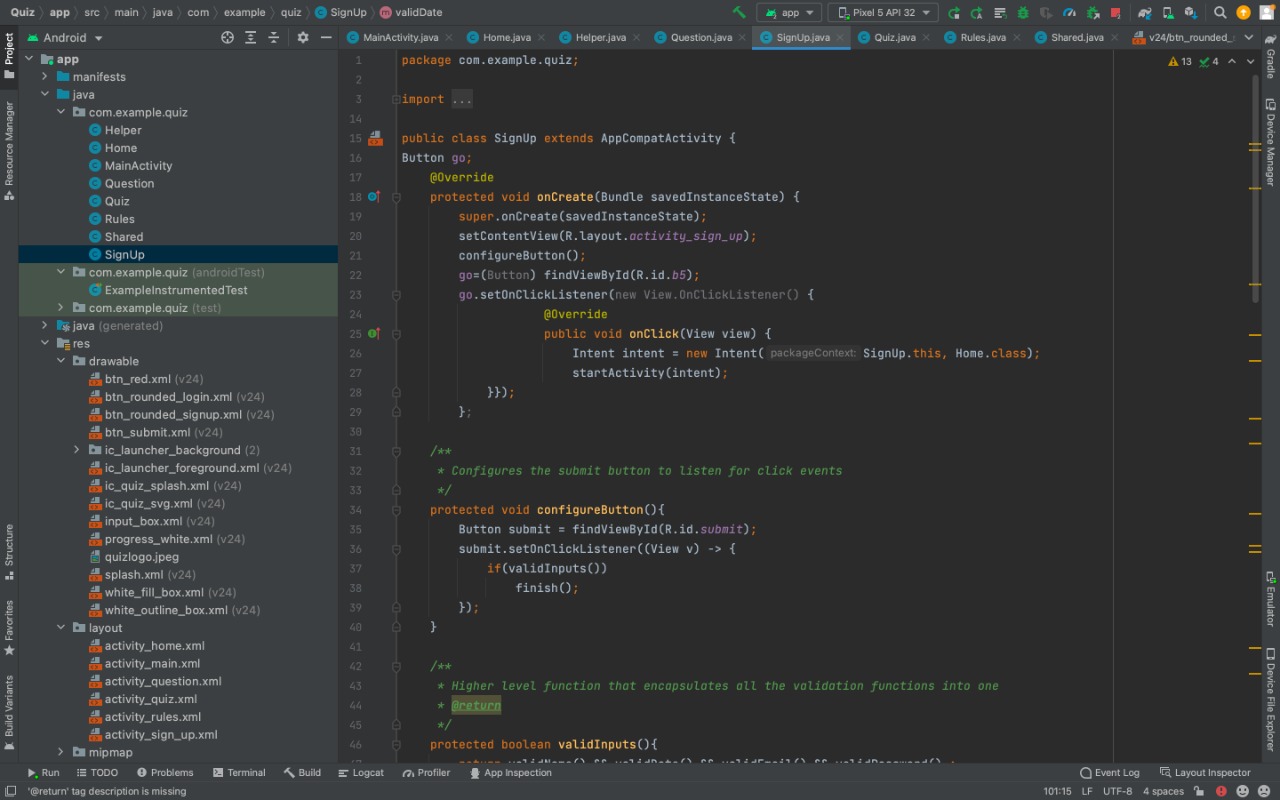 Quiz app src main java com example quiz SignUp validDate
app Pixel 5 API 32
Android
MainActivity.java Home.java Helper.java Question.java SignUp.java Quiz.java Rules.java Shared.java v24/btn_rounded_
Project
Resource Manager
Structure
Favorites
Build Variants
app
manifests
java
com.example.quiz
Helper
Home
MainActivity
Question
Quiz
Rules
Shared
SignUp
com.example.quiz (androidTest)
ExampleInstrumentedTest
com.example.quiz (test)
java (generated)
res
drawable
btn_red.xml (v24)
btn_rounded_login.xml (v24)
btn_rounded_signup.xml (v24)
btn_submit.xml (v24)
ic_launcher_background (2)
ic_launcher_foreground.xml (v24)
ic_quiz_splash.xml (v24)
ic_quiz_svg.xml (v24)
input_box.xml (v24)
progress_white.xml (v24)
quizlogo.jpeg
splash.xml (v24)
white_fill_box.xml (v24)
white_outline_box.xml (v24)
layout
activity_home.xml
activity_main.xml
activity_question.xml
activity_quiz.xml
activity_rules.xml
activity_sign_up.xml
mipmap
13 4
1 package com.example.quiz;
2
3 import ...
14
15 public class SignUp extends AppCompatActivity {
16 Button go;
17 @Override
18 protected void onCreate(Bundle savedInstanceState) {
19 super.onCreate(savedInstanceState);
20 setContentView(R.layout.activity_sign_up);
21 configureButton();
22 go=(Button) findViewById(R.id.b5);
23 go.setOnClickListener(new View.OnClickListener() {
24 @Override
25 public void onClick(View view) {
26 Intent intent = new Intent( packageContext: SignUp.this, Home.class);
27 startActivity(intent);
28 }});
29 };
30
31 /**
32 * Configures the submit button to listen for click events
33 */
34 protected void configureButton(){
35 Button submit = findViewById(R.id.submit);
36 submit.setOnClickListener((View v) -> {
37 if(validInputs())
38 finish();
39 });
40 }
41
42 /**
43 * Higher level function that encapsulates all the validation functions into one
44 * @return
45 */
46 protected boolean validInputs(){
47 return validName() && validDate() && validEmail() && validPassword() ;
Gradle
Device Manager
Emulator
Device File Explorer
Run TODO Problems Terminal Build Logcat Profiler App Inspection Event Log Layout Inspector
'@return' tag description is missing 101:15 LF UTF-8 4 spaces